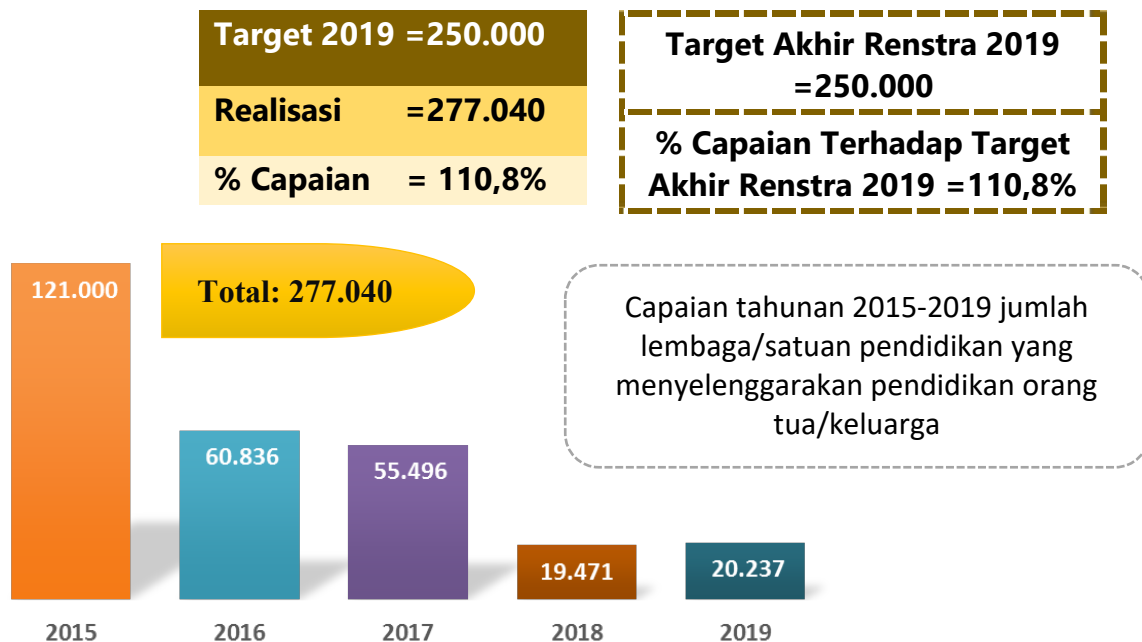 Target 2019 =250.000
Realisasi =277.040
% Capaian = 110,8%
Target Akhir Renstra 2019
=250.000
% Capaian Terhadap Target
Akhir Renstra 2019 =110,8%
Total: 277.040
Capaian tahunan 2015-2019 jumlah
lembaga/satuan pendidikan yang
menyelenggarakan pendidikan orang
tua/keluarga
121.000
60.836
55.496
19.471
20.237
2015
2016
2017
2018
2019